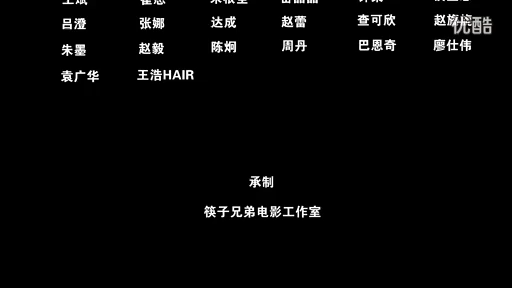 优酷
吕澄 张娜 达成 赵蕾 查可欣
朱墨 赵毅 陈炯 周丹 巴恩奇 廖仕伟
袁广华 王浩HAIR
承制
筷子兄弟电影工作室